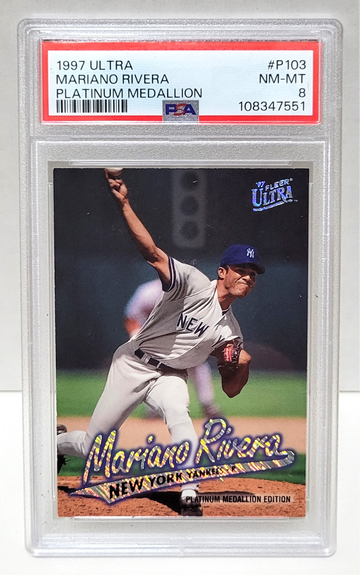 1997 ULTRA #P103
MARIANO RIVERA NM-MT
PLATINUM MEDALLION 8
PSA 108347551
'97 FLEER
ULTRA
NY
NEW
Mariano Rivera
NEW YORK YANKEES
PLATINUM MEDALLION EDITION